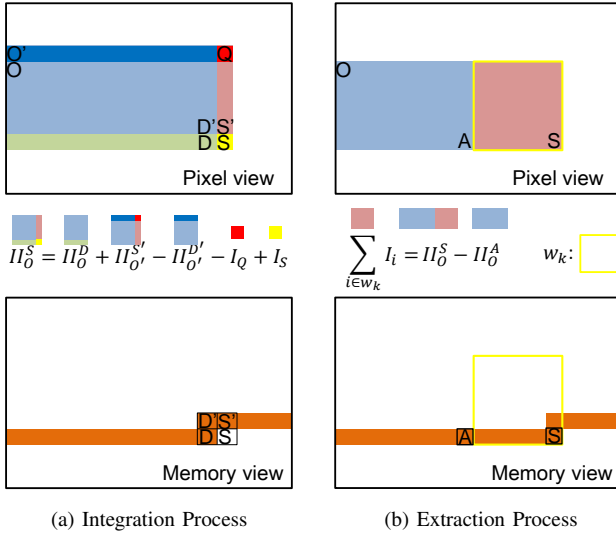 O' Q
O
D' S'
D S
Pixel view
O
A S
Pixel view
II_O^S = II_O^D + II_{O'}^{S'} − II_{O'}^{D'} − I_Q + I_S
∑_{i∈w_k} I_i = II_O^S − II_O^A
w_k:
D' S'
D S
Memory view
A S
Memory view
(a) Integration Process
(b) Extraction Process